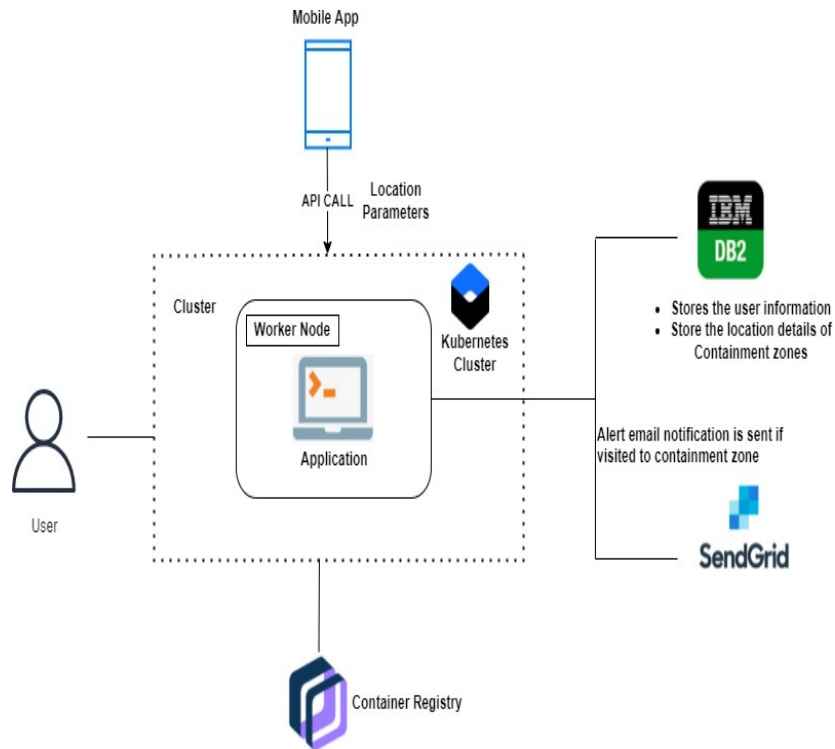 Mobile App
API CALL
Location
Parameters
IBM
DB2
• Stores the user information
• Store the location details of
Containment zones
Cluster
Worker Node
Kubernetes
Cluster
Application
User
Alert email notification is sent if
visited to containment zone
SendGrid
Container Registry